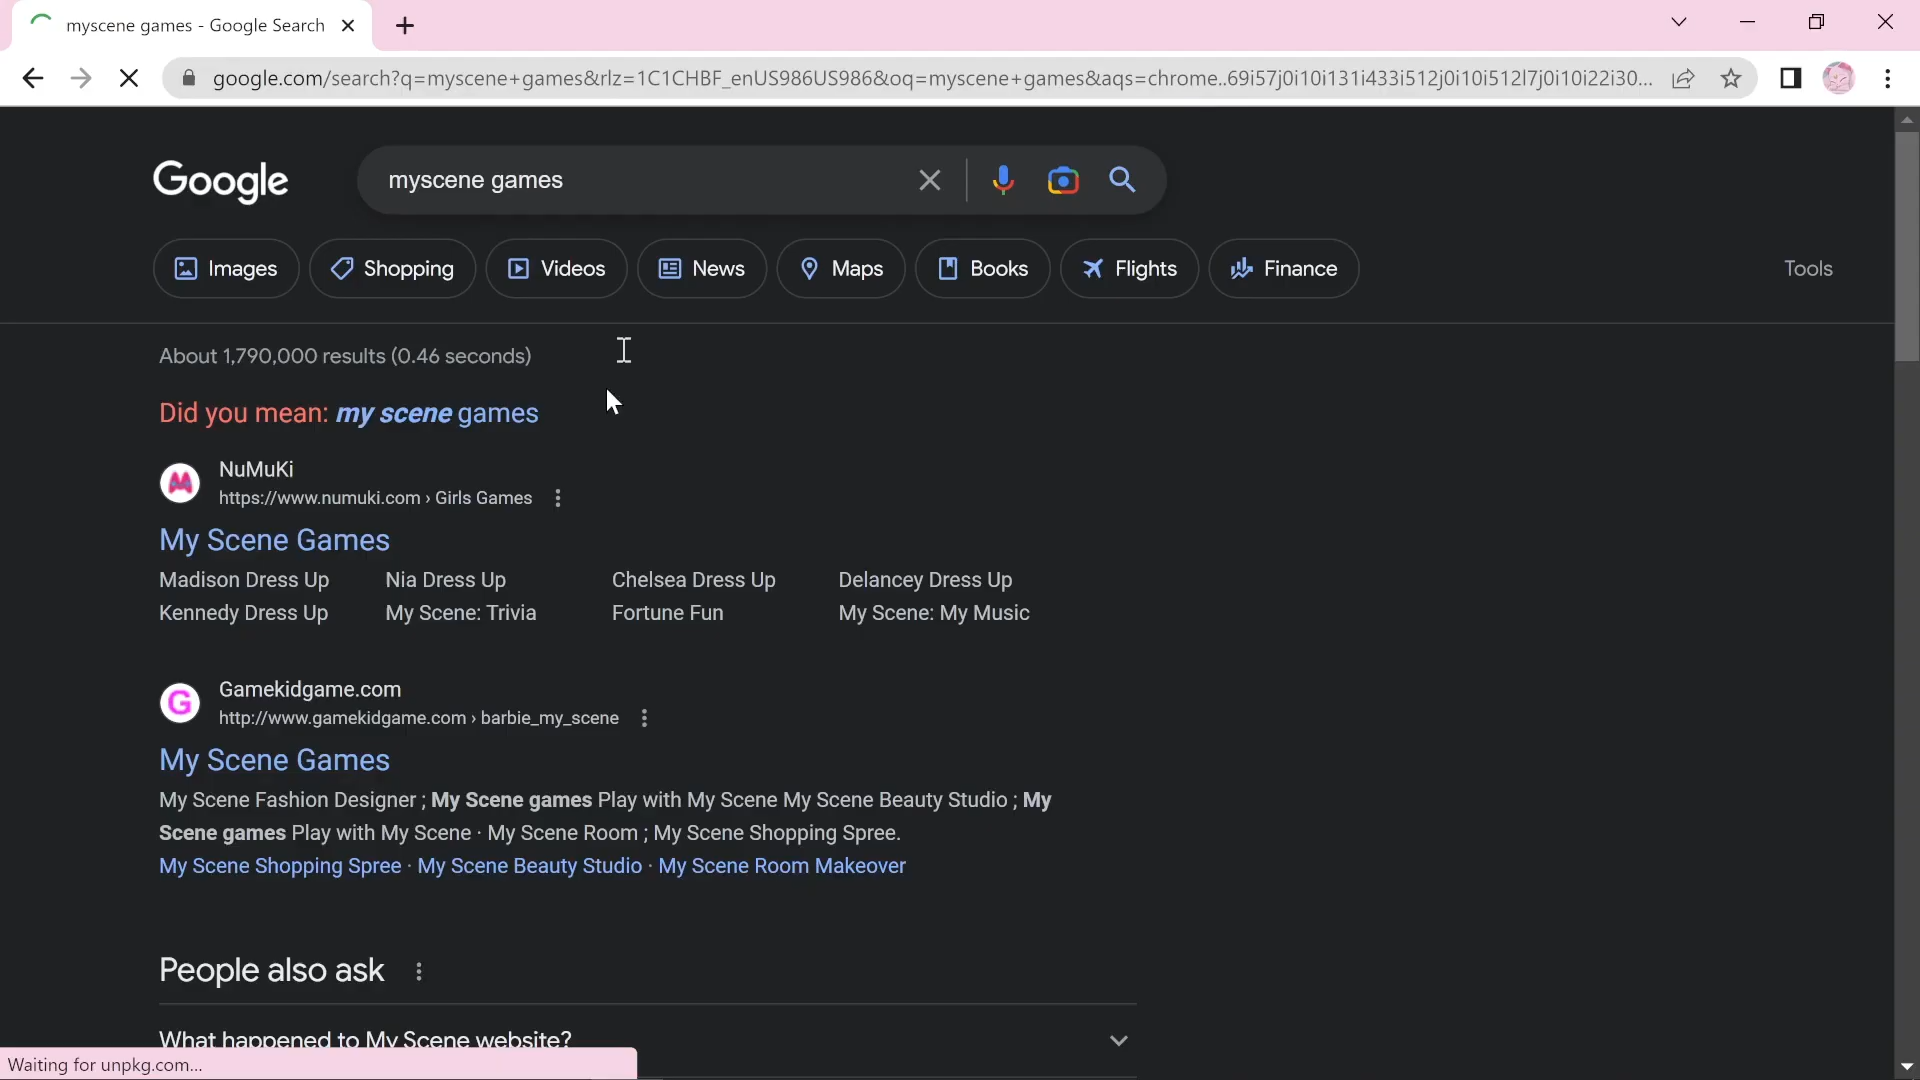 myscene games - Google Search
google.com/search?q=myscene+games&rlz=1C1CHBF_enUS986US986&oq=myscene+games&aqs=chrome..69i57j0i10i131i433i512j0i10i512l7j0i10i22i30...
Google
myscene games
Images Shopping Videos News Maps Books Flights Finance Tools
About 1,790,000 results (0.46 seconds)
Did you mean: my scene games
NuMuKi
https://www.numuki.com › Girls Games
My Scene Games
Madison Dress Up Nia Dress Up Chelsea Dress Up Delancey Dress Up
Kennedy Dress Up My Scene: Trivia Fortune Fun My Scene: My Music
G
Gamekidgame.com
http://www.gamekidgame.com › barbie_my_scene
My Scene Games
My Scene Fashion Designer ; My Scene games Play with My Scene My Scene Beauty Studio ; My
Scene games Play with My Scene · My Scene Room ; My Scene Shopping Spree.
My Scene Shopping Spree · My Scene Beauty Studio · My Scene Room Makeover
People also ask
What happened to My Scene website?
Waiting for unpkg.com...